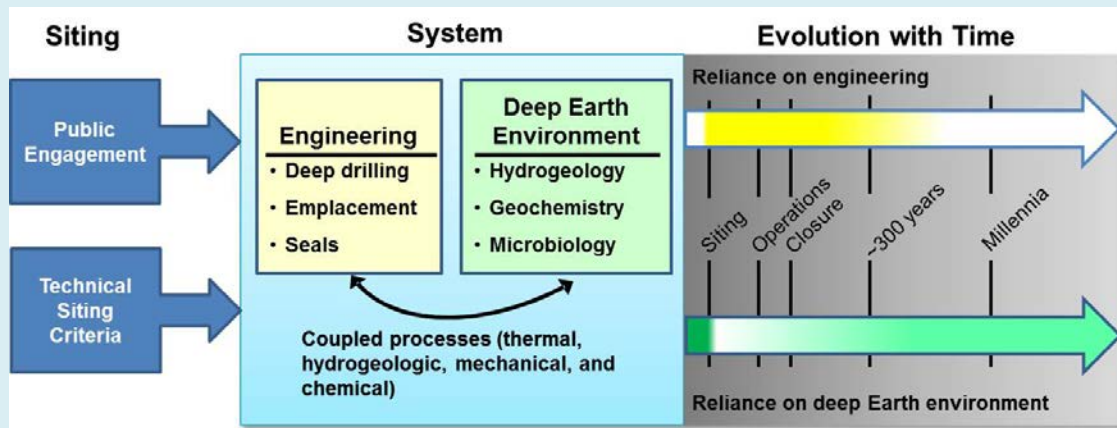 Siting
System
Evolution with Time
Public
Engagement
Technical
Siting
Criteria
Engineering
· Deep drilling
· Emplacement
· Seals
Deep Earth
Environment
· Hydrogeology
· Geochemistry
· Microbiology
Coupled processes (thermal,
hydrogeologic, mechanical, and
chemical)
Reliance on engineering
Siting
Operations
Closure
~300 years
Millennia
Reliance on deep Earth environment